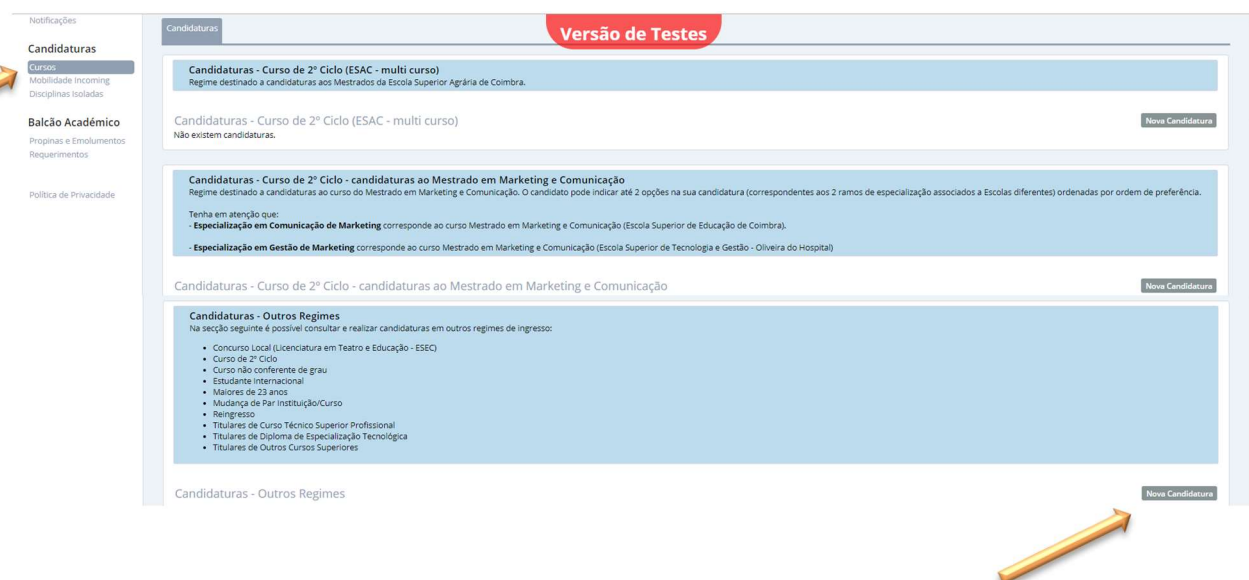 Notificações
Candidaturas
Cursos
Mobilidade Incoming
Disciplinas Isoladas
Balcão Académico
Propinas e Emolumentos
Requerimentos
Política de Privacidade
Candidaturas
Versão de Testes
Candidaturas - Curso de 2º Ciclo (ESAC - multi curso)
Regime destinado a candidaturas aos Mestrados da Escola Superior Agrária de Coimbra.
Candidaturas - Curso de 2º Ciclo (ESAC - multi curso)
Nova Candidatura
Não existem candidaturas.
Candidaturas - Curso de 2º Ciclo - candidaturas ao Mestrado em Marketing e Comunicação
Regime destinado a candidaturas ao curso do Mestrado em Marketing e Comunicação. O candidato pode indicar até 2 opções na sua candidatura (correspondentes aos 2 ramos de especialização associados a Escolas diferentes) ordenadas por ordem de preferência.
Tenha em atenção que:
- Especialização em Comunicação de Marketing corresponde ao curso Mestrado em Marketing e Comunicação (Escola Superior de Educação de Coimbra).
- Especialização em Gestão de Marketing corresponde ao curso Mestrado em Marketing e Comunicação (Escola Superior de Tecnologia e Gestão - Oliveira do Hospital)
Candidaturas - Curso de 2º Ciclo - candidaturas ao Mestrado em Marketing e Comunicação
Nova Candidatura
Candidaturas - Outros Regimes
Na secção seguinte é possível consultar e realizar candidaturas em outros regimes de ingresso:
• Concurso Local (Licenciatura em Teatro e Educação - ESEC)
• Curso de 2º Ciclo
• Curso não conferente de grau
• Estudante Internacional
• Maiores de 23 anos
• Mudança de Par Instituição/Curso
• Reingresso
• Titulares de Curso Técnico Superior Profissional
• Titulares de Diploma de Especialização Tecnológica
• Titulares de Outros Cursos Superiores
Candidaturas - Outros Regimes
Nova Candidatura